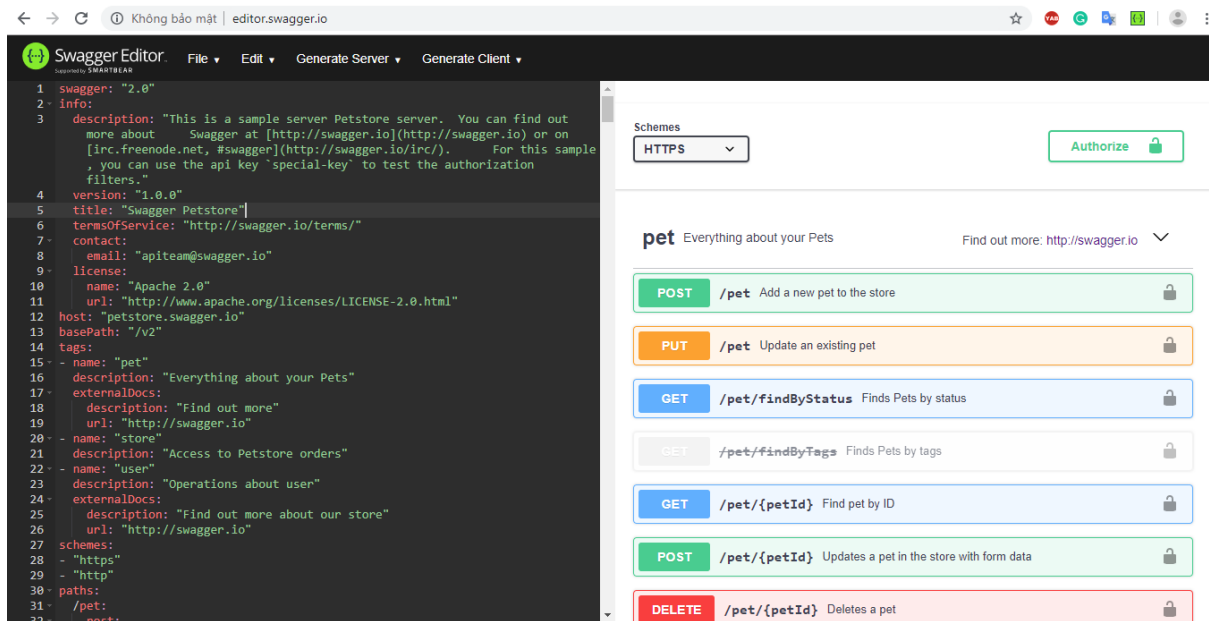 Không bảo mật | editor.swagger.io
YAB
{·}
{··} Swagger Editor.
Supported by SMARTBEAR
File ▾ Edit ▾ Generate Server ▾ Generate Client ▾
1 swagger: "2.0"
2 info:
3 description: "This is a sample server Petstore server. You can find out
more about Swagger at [http://swagger.io](http://swagger.io) or on
[irc.freenode.net, #swagger](http://swagger.io/irc/). For this sample
, you can use the api key `special-key` to test the authorization
filters."
4 version: "1.0.0"
5 title: "Swagger Petstore"
6 termsOfService: "http://swagger.io/terms/"
7 contact:
8 email: "apiteam@swagger.io"
9 license:
10 name: "Apache 2.0"
11 url: "http://www.apache.org/licenses/LICENSE-2.0.html"
12 host: "petstore.swagger.io"
13 basePath: "/v2"
14 tags:
15 - name: "pet"
16 description: "Everything about your Pets"
17 externalDocs:
18 description: "Find out more"
19 url: "http://swagger.io"
20 - name: "store"
21 description: "Access to Petstore orders"
22 - name: "user"
23 description: "Operations about user"
24 externalDocs:
25 description: "Find out more about our store"
26 url: "http://swagger.io"
27 schemes:
28 - "https"
29 - "http"
30 paths:
31 /pet:
32 post:
Schemes
HTTPS
Authorize
pet Everything about your Pets Find out more: http://swagger.io
POST /pet Add a new pet to the store
PUT /pet Update an existing pet
GET /pet/findByStatus Finds Pets by status
GET /pet/findByTags Finds Pets by tags
GET /pet/{petId} Find pet by ID
POST /pet/{petId} Updates a pet in the store with form data
DELETE /pet/{petId} Deletes a pet